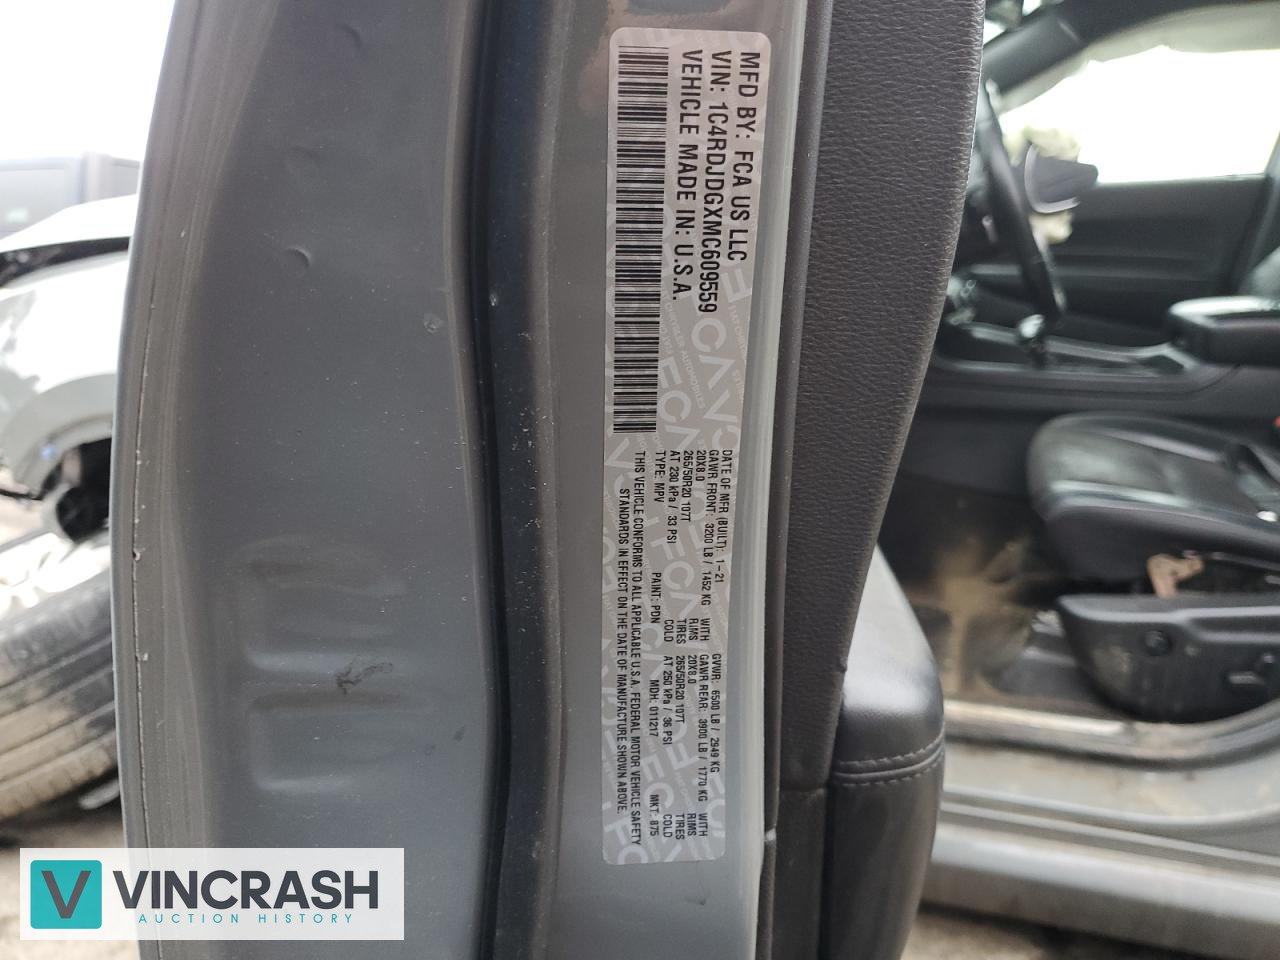 MFD BY: FCA US LLC
VIN: 1C4RDJDGXMC609559
VEHICLE MADE IN: U.S.A.
DATE OF MFR (BUILT): 1-21 GVWR: 6500 LB / 2949 KG
GAWR FRONT: 3200 LB / 1452 KG WITH GAWR REAR: 3900 LB / 1770 KG WITH
20X8.0 RIMS 20X8.0 RIMS
265/50R20 107T TIRES 265/50R20 107T TIRES
AT 230 kPa / 33 PSI COLD AT 250 kPa / 36 PSI COLD
TYPE: MPV PAINT: PDN MDH: 011217 MKT: 875
THIS VEHICLE CONFORMS TO ALL APPLICABLE U.S.A. FEDERAL MOTOR VEHICLE SAFETY
STANDARDS IN EFFECT ON THE DATE OF MANUFACTURE SHOWN ABOVE.
VINCRASH
AUCTION HISTORY